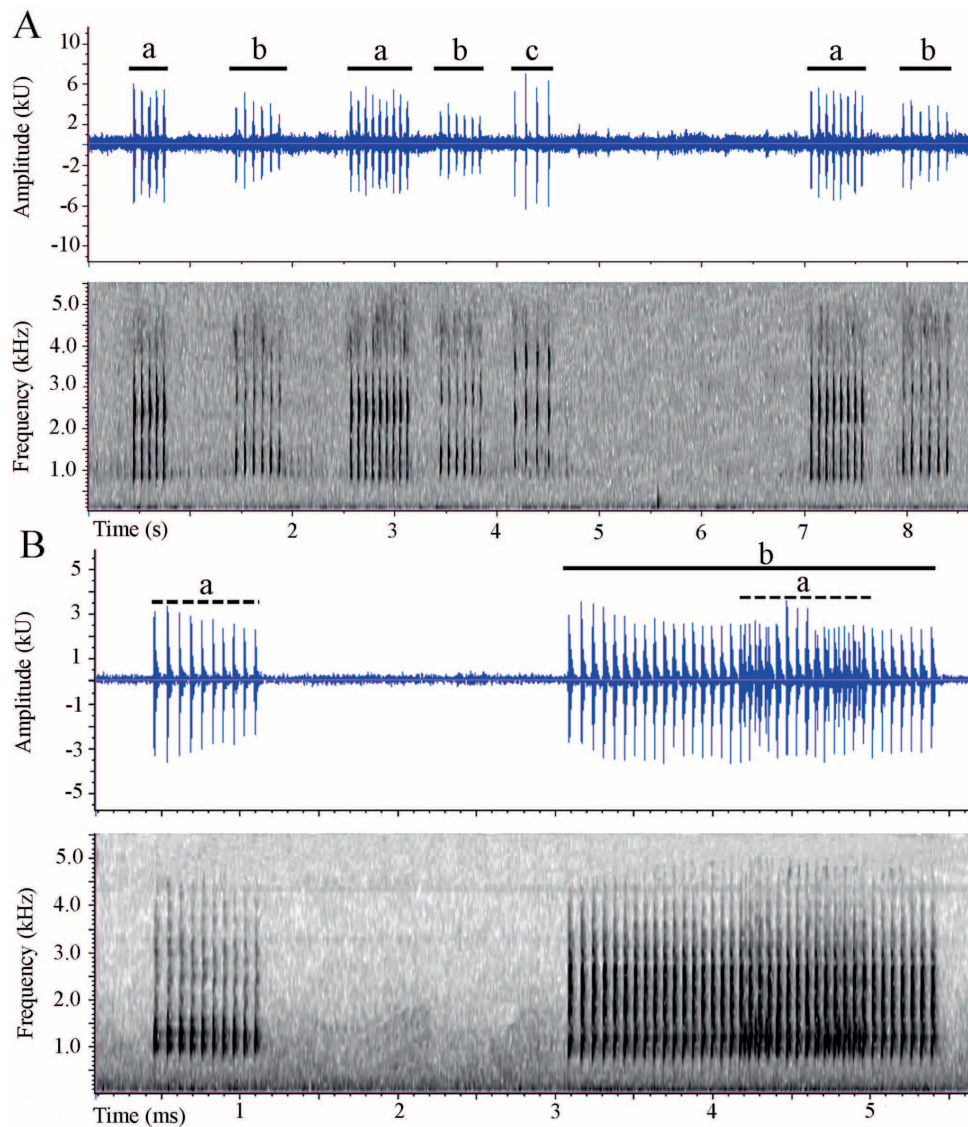 A
a b a b c a b
10
6
2
-2
-6
-10
Amplitude (kU)
5.0
4.0
3.0
2.0
1.0
Frequency (kHz)
Time (s) 2 3 4 5 6 7 8
B
a b
a
5
3
1
-1
-3
-5
Amplitude (kU)
5.0
4.0
3.0
2.0
1.0
Frequency (kHz)
Time (ms) 1 2 3 4 5